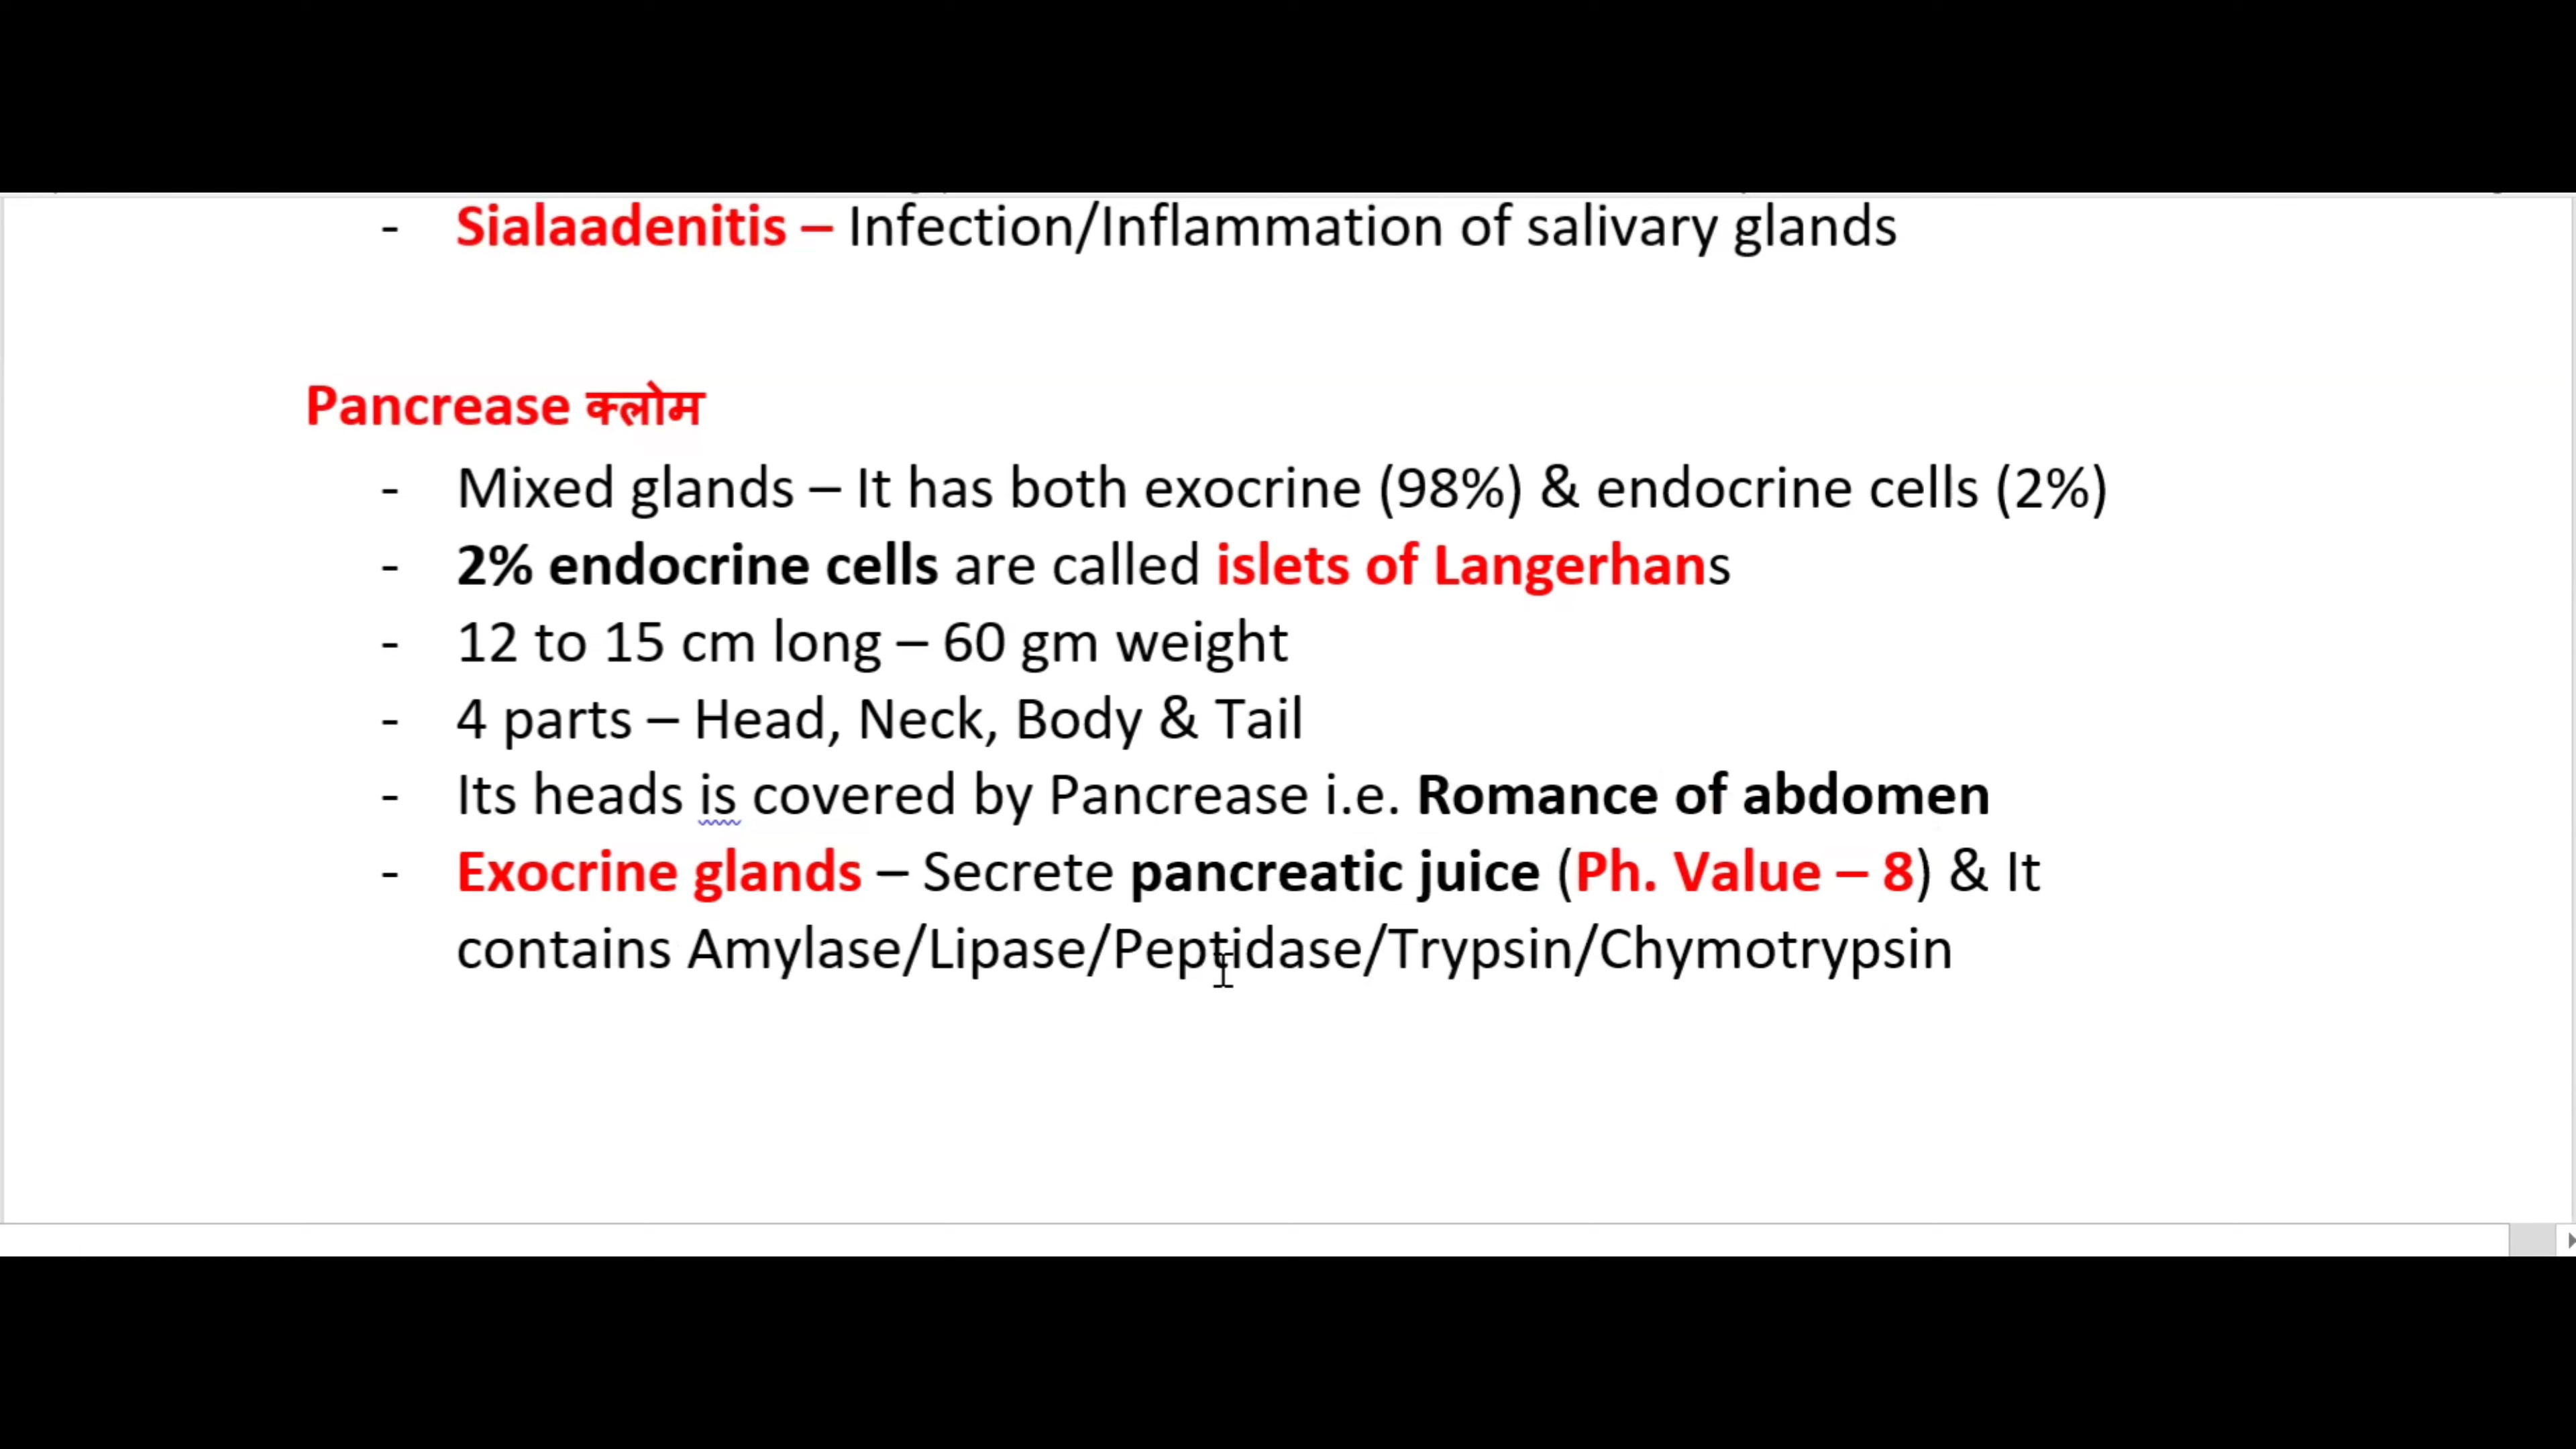 - Sialaadenitis – Infection/Inflammation of salivary glands
Pancrease क्लोम
- Mixed glands – It has both exocrine (98%) & endocrine cells (2%)
- 2% endocrine cells are called islets of Langerhans
- 12 to 15 cm long – 60 gm weight
- 4 parts – Head, Neck, Body & Tail
- Its heads is covered by Pancrease i.e. Romance of abdomen
- Exocrine glands – Secrete pancreatic juice (Ph. Value – 8) & It
contains Amylase/Lipase/Peptidase/Trypsin/Chymotrypsin